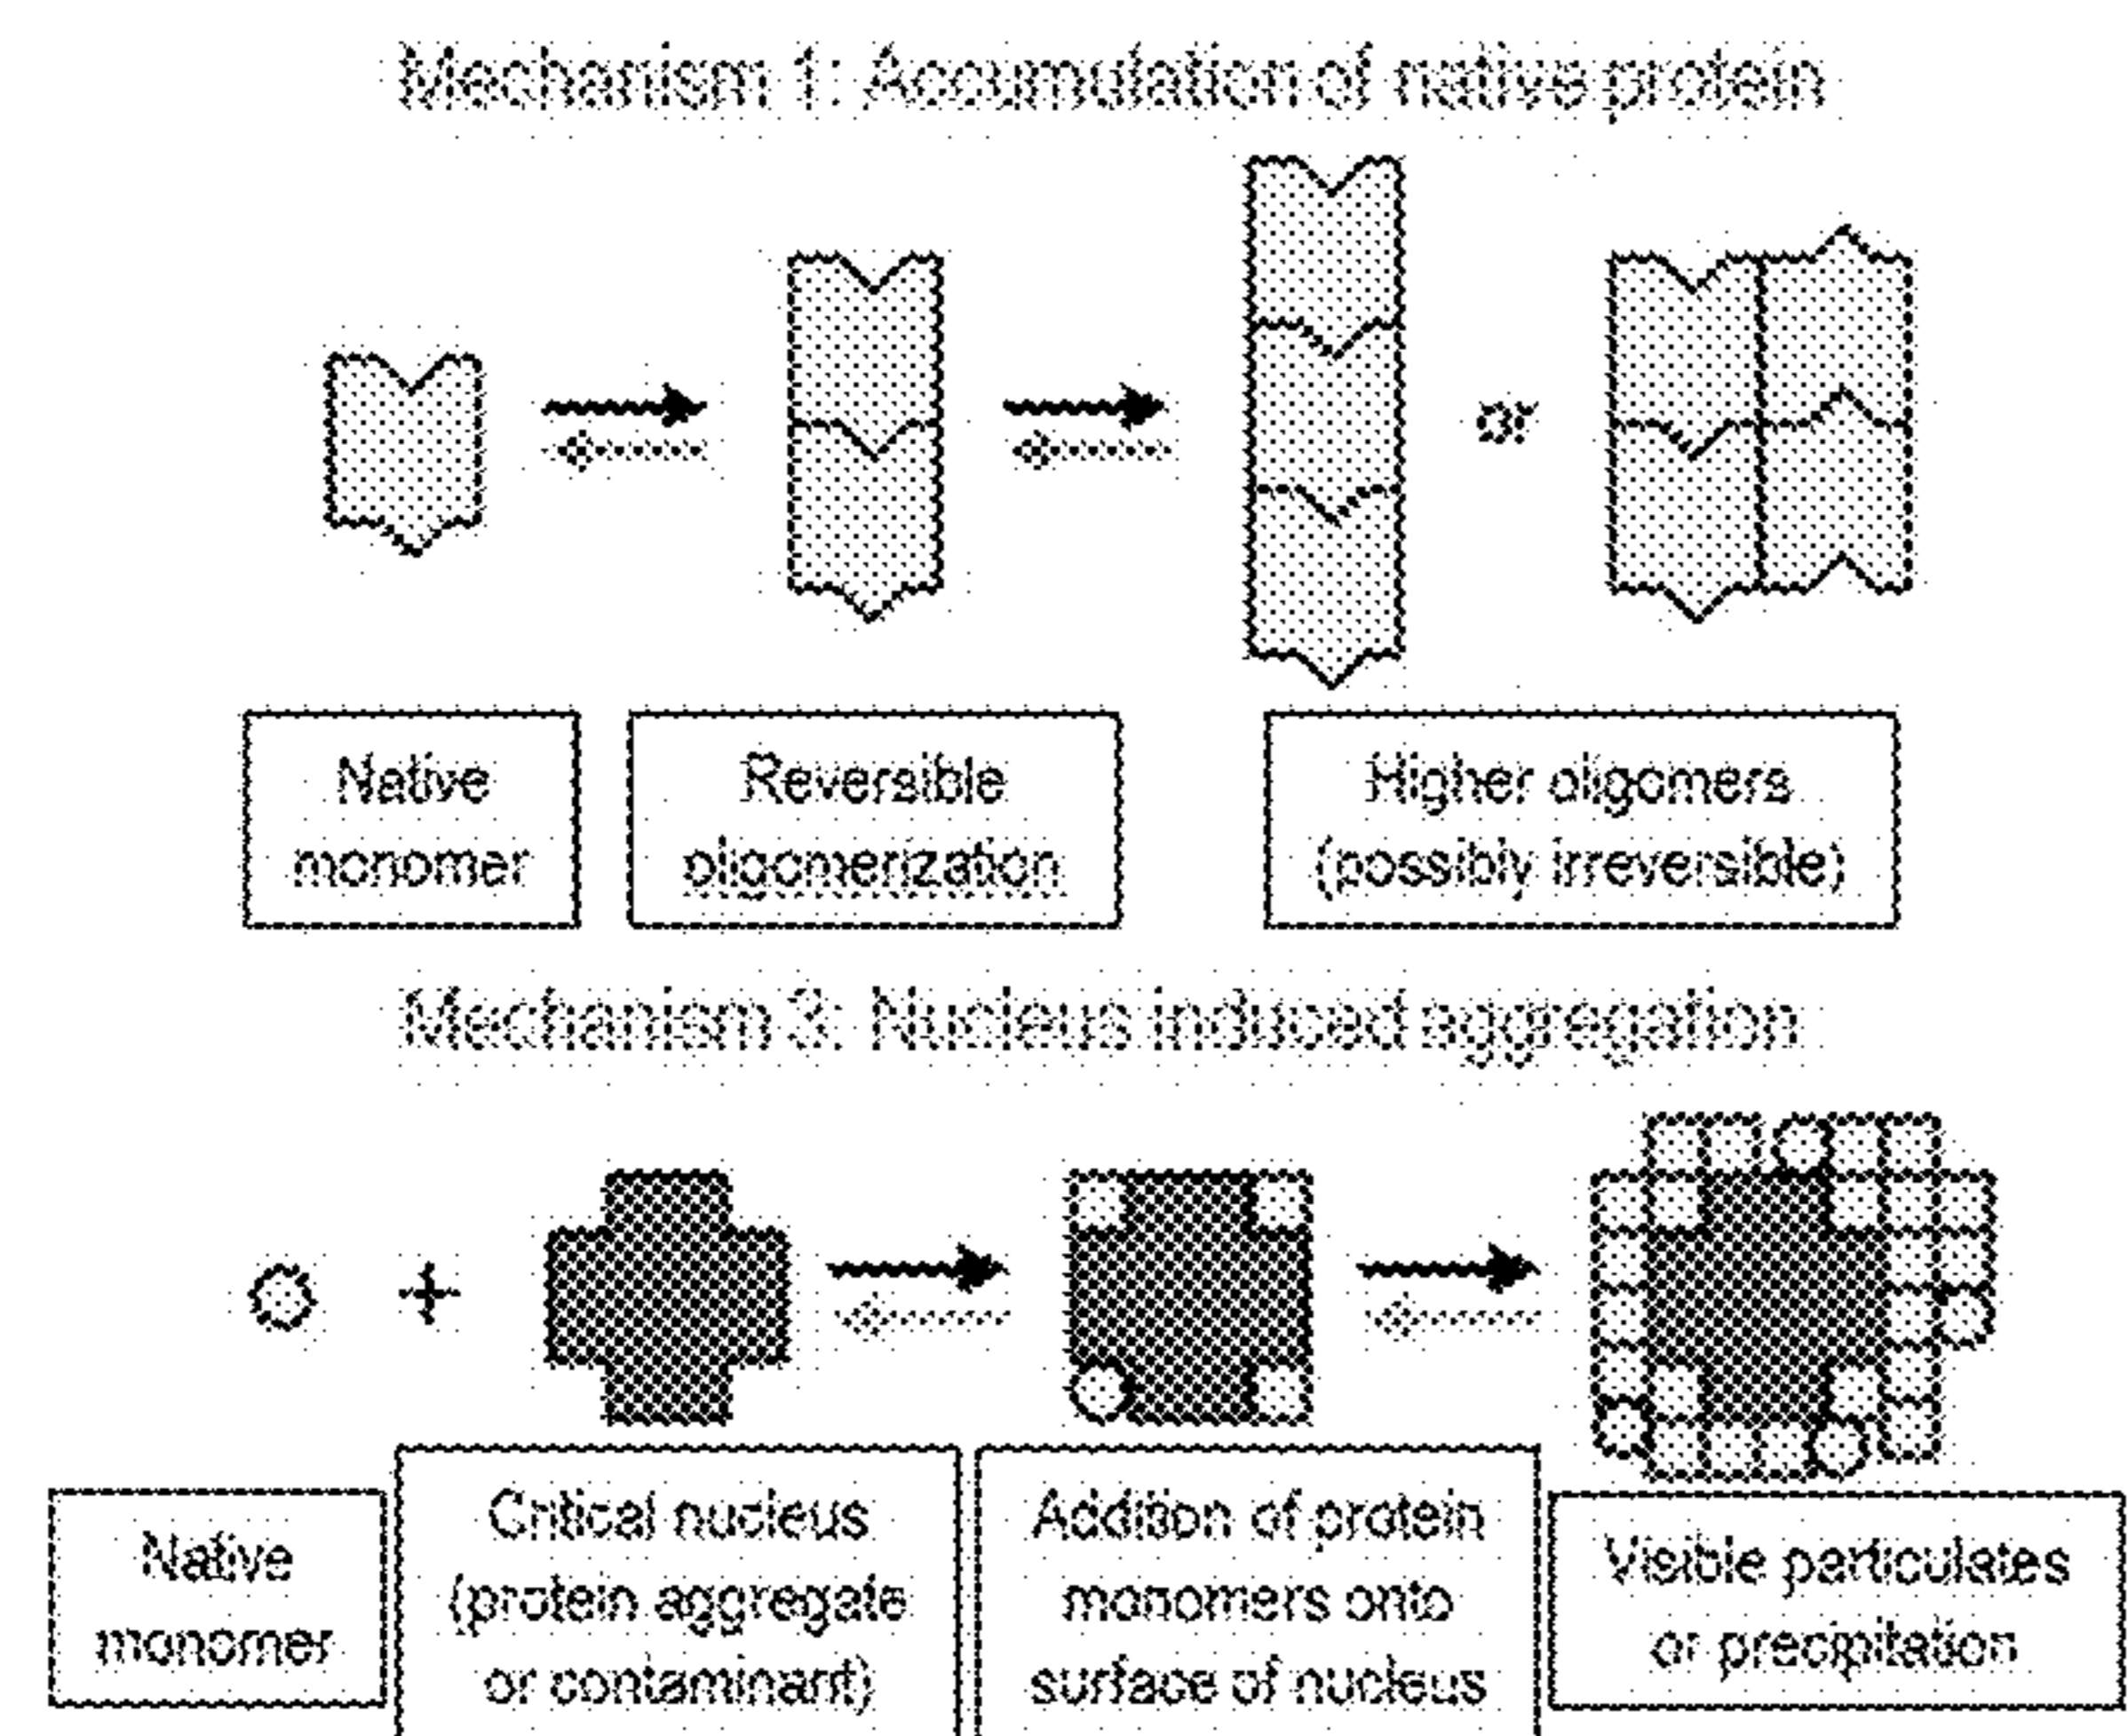 Mechanism 1: Accumulation of native protein
or
Native
monomer
Reversible
oligomerization
Higher oligomers
(possibly irreversible)
Mechanism 3: Nucleus induced aggregation
+
Native
monomer
Critical nucleus
(protein aggregate
or contaminant)
Addition of protein
monomers onto
surface of nucleus
Visible particulates
or precipitation